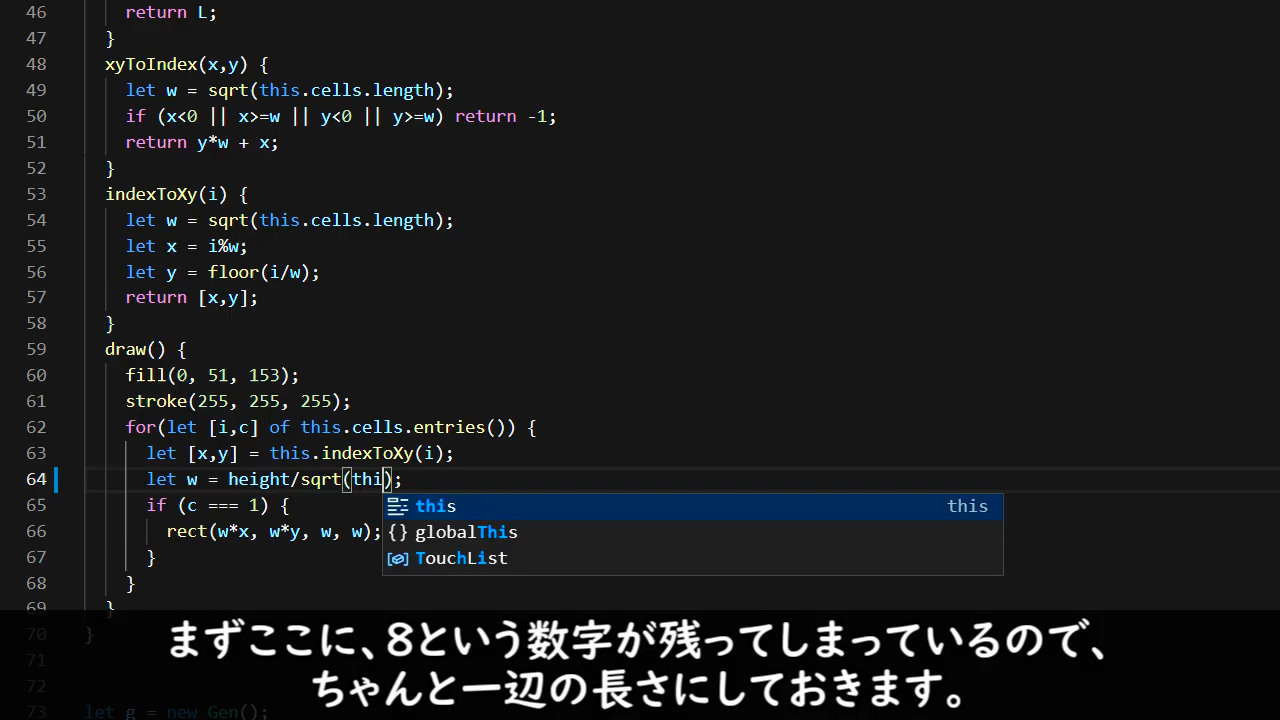 46 return L;
47 }
48 xyToIndex(x,y) {
49 let w = sqrt(this.cells.length);
50 if (x<0 || x>=w || y<0 || y>=w) return -1;
51 return y*w + x;
52 }
53 indexToXy(i) {
54 let w = sqrt(this.cells.length);
55 let x = i%w;
56 let y = floor(i/w);
57 return [x,y];
58 }
59 draw() {
60 fill(0, 51, 153);
61 stroke(255, 255, 255);
62 for(let [i,c] of this.cells.entries()) {
63 let [x,y] = this.indexToXy(i);
64 let w = height/sqrt(thi);
65 if (c === 1) {
this this
66 rect(w*x, w*y, w, w);
globalThis
67 }
TouchList
68 }
69 }
70 }
71
72
73 let g = new Gen();
まずここに、8という数字が残ってしまっているので、
ちゃんと一辺の長さにしておきます。